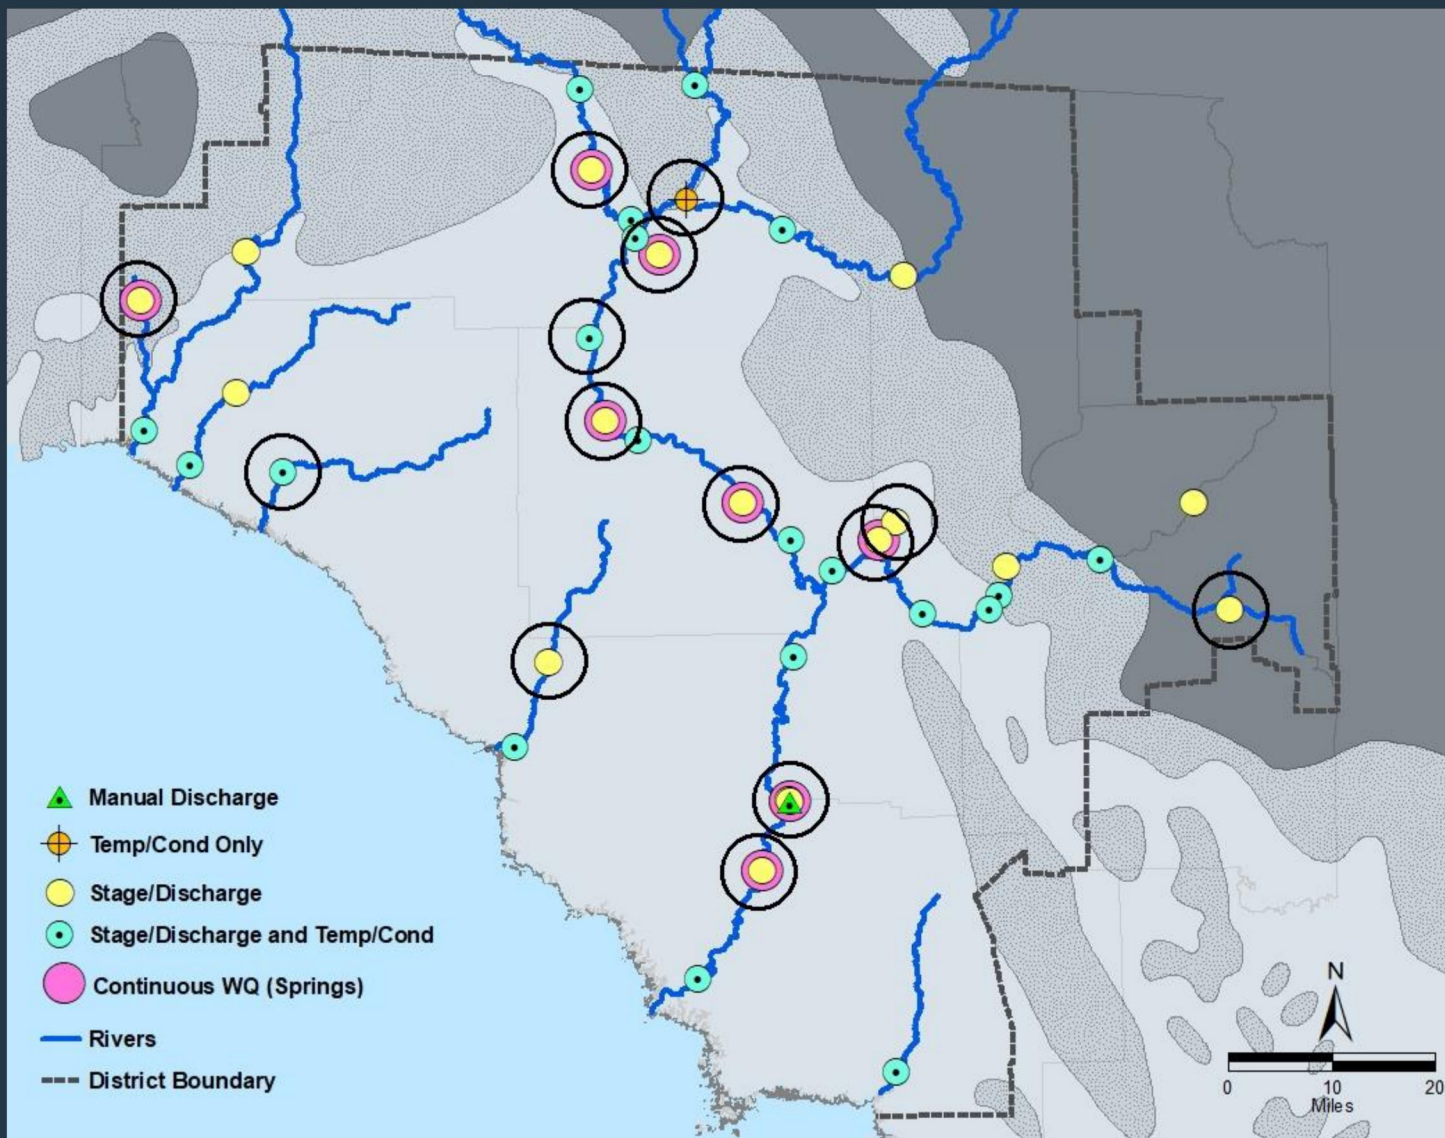 Manual Discharge
Temp/Cond Only
Stage/Discharge
Stage/Discharge and Temp/Cond
Continuous WQ (Springs)
Rivers
District Boundary
N
0 10 20
Miles